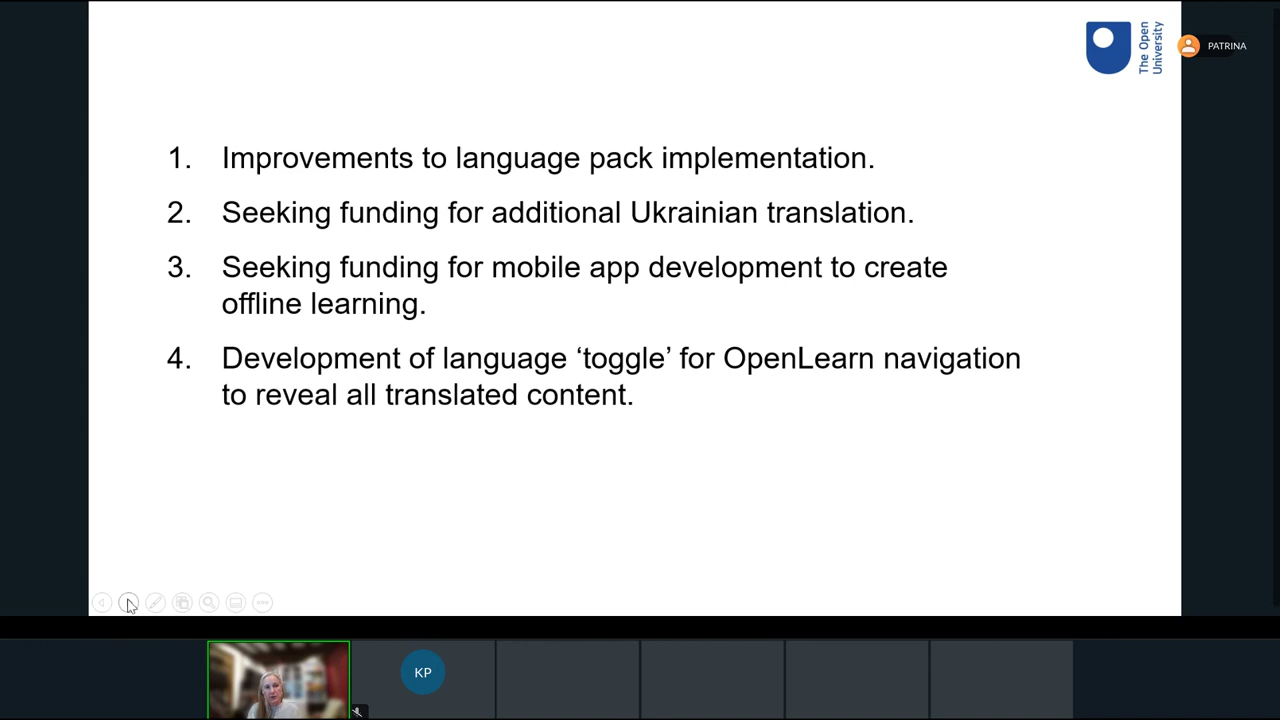 The Open
University
PATRINA
1. Improvements to language pack implementation.
2. Seeking funding for additional Ukrainian translation.
3. Seeking funding for mobile app development to create
offline learning.
4. Development of language ‘toggle’ for OpenLearn navigation
to reveal all translated content.
KP